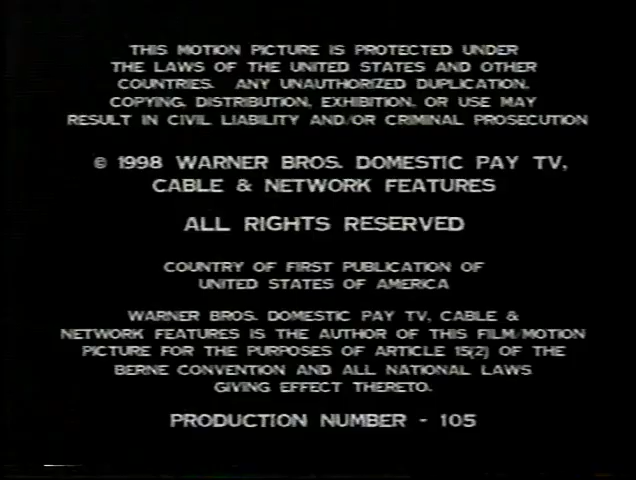 THIS MOTION PICTURE IS PROTECTED UNDER
THE LAWS OF THE UNITED STATES AND OTHER
COUNTRIES. ANY UNAUTHORIZED DUPLICATION,
COPYING, DISTRIBUTION, EXHIBITION, OR USE MAY
RESULT IN CIVIL LIABILITY AND/OR CRIMINAL PROSECUTION
© 1998 WARNER BROS. DOMESTIC PAY TV,
CABLE & NETWORK FEATURES
ALL RIGHTS RESERVED
COUNTRY OF FIRST PUBLICATION OF
UNITED STATES OF AMERICA
WARNER BROS. DOMESTIC PAY TV, CABLE &
NETWORK FEATURES IS THE AUTHOR OF THIS FILM/MOTION
PICTURE FOR THE PURPOSES OF ARTICLE 15(2) OF THE
BERNE CONVENTION AND ALL NATIONAL LAWS
GIVING EFFECT THERETO.
PRODUCTION NUMBER - 105